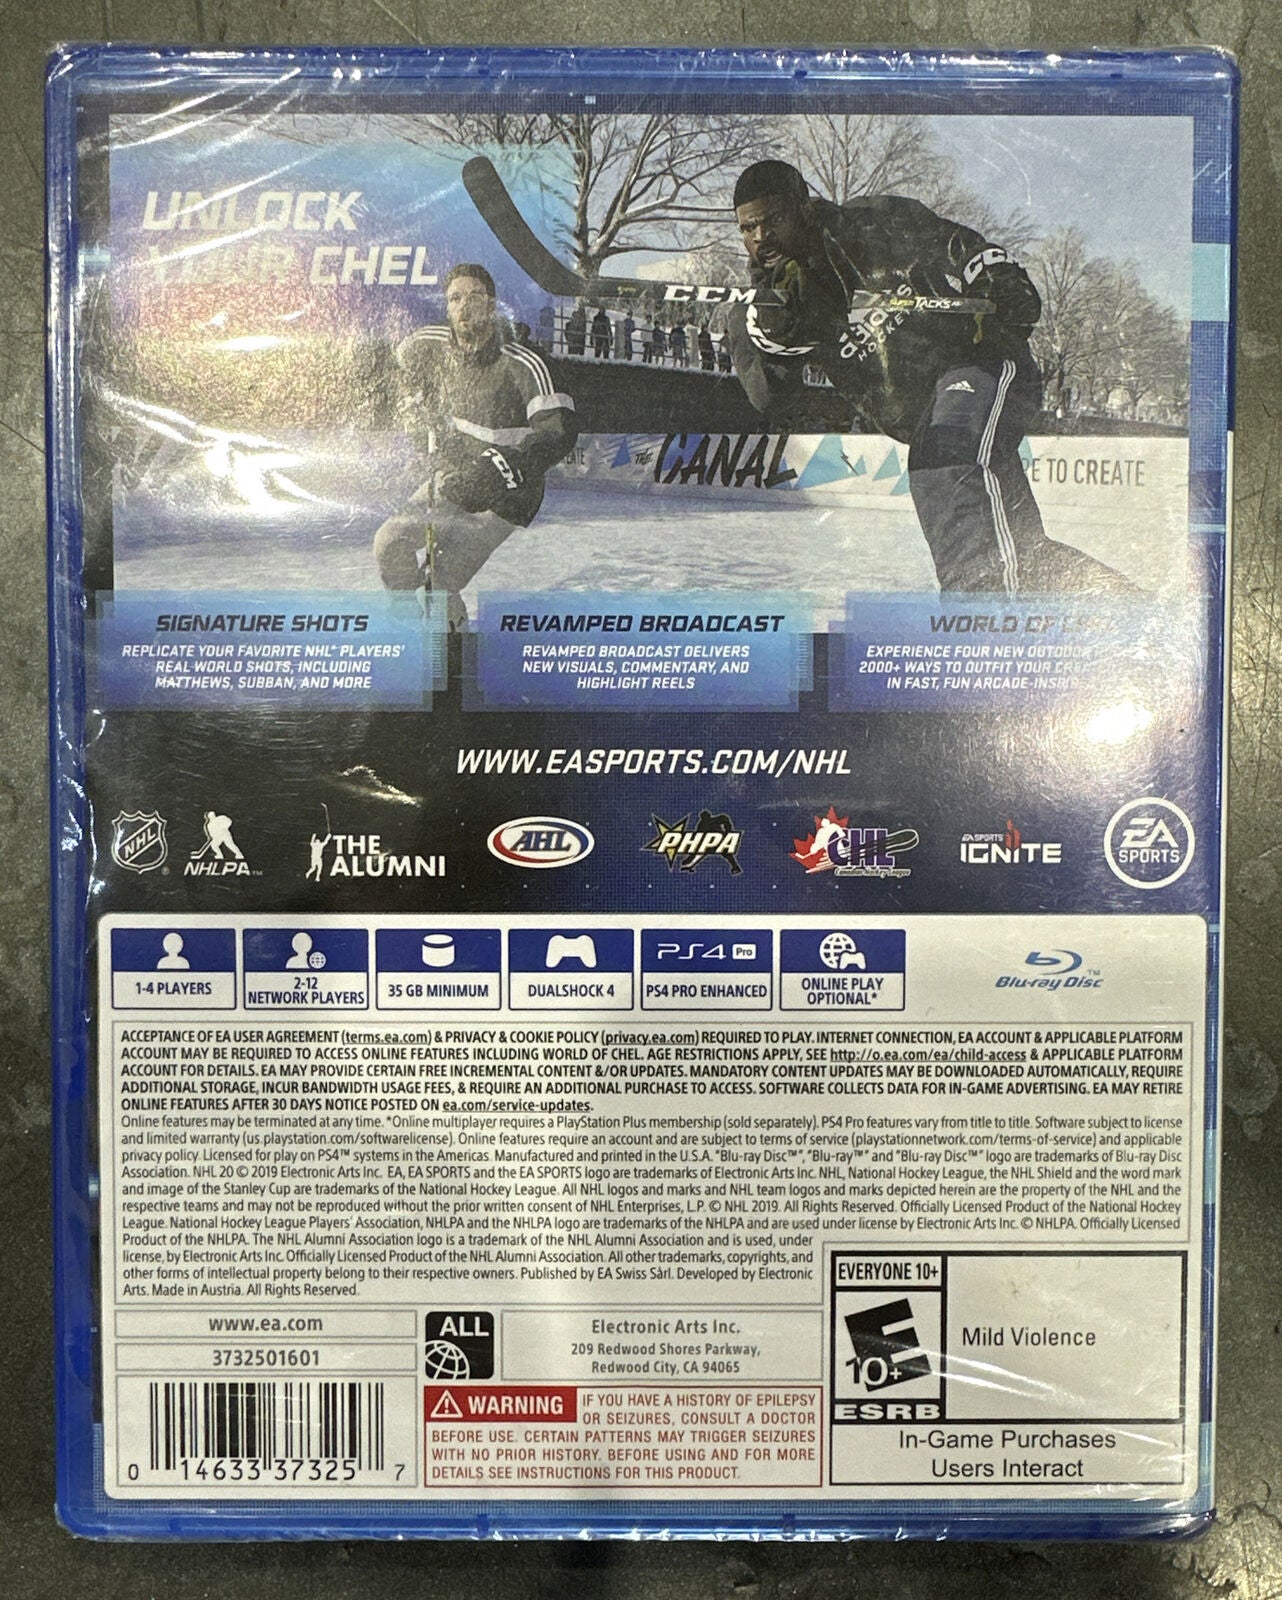 UNLOCK
YOUR CHEL
CCM
SUPER TACKS
CCM
adidas
HOCKEY
adidas
CCM
THE CANAL
TO CREATE
SIGNATURE SHOTS
REPLICATE YOUR FAVORITE NHL® PLAYERS'
REAL WORLD SHOTS, INCLUDING
MATTHEWS, SUBBAN, AND MORE
REVAMPED BROADCAST
REVAMPED BROADCAST DELIVERS
NEW VISUALS, COMMENTARY, AND
HIGHLIGHT REELS
WORLD OF
EXPERIENCE FOUR NEW OUTDOOR
2000+ WAYS TO OUTFIT YOUR
IN FAST, FUN ARCADE-
WWW.EASPORTS.COM/NHL
NHL ®
NHLPA™
THE
ALUMNI
AHL
PHPA
CHL
Canadian Hockey League
EA SPORTS
IGNITE
EA
SPORTS
1-4 PLAYERS
2-12
NETWORK PLAYERS
35 GB MINIMUM
DUALSHOCK 4
PS4 Pro
PS4 PRO ENHANCED
ONLINE PLAY
OPTIONAL*
Blu-ray Disc™
ACCEPTANCE OF EA USER AGREEMENT (terms.ea.com) & PRIVACY & COOKIE POLICY (privacy.ea.com) REQUIRED TO PLAY. INTERNET CONNECTION, EA ACCOUNT & APPLICABLE PLATFORM
ACCOUNT MAY BE REQUIRED TO ACCESS ONLINE FEATURES INCLUDING WORLD OF CHEL. AGE RESTRICTIONS APPLY, SEE http://o.ea.com/ea/child-access & APPLICABLE PLATFORM
ACCOUNT FOR DETAILS. EA MAY PROVIDE CERTAIN FREE INCREMENTAL CONTENT &/OR UPDATES. MANDATORY CONTENT UPDATES MAY BE DOWNLOADED AUTOMATICALLY, REQUIRE
ADDITIONAL STORAGE, INCUR BANDWIDTH USAGE FEES, & REQUIRE AN ADDITIONAL PURCHASE TO ACCESS. SOFTWARE COLLECTS DATA FOR IN-GAME ADVERTISING. EA MAY RETIRE
ONLINE FEATURES AFTER 30 DAYS NOTICE POSTED ON ea.com/service-updates.
Online features may be terminated at any time. *Online multiplayer requires a PlayStation Plus membership (sold separately). PS4 Pro features vary from title to title. Software subject to license
and limited warranty (us.playstation.com/softwarelicense). Online features require an account and are subject to terms of service (playstationnetwork.com/terms-of-service) and applicable
privacy policy. Licensed for play on PS4™ systems in the Americas. Manufactured and printed in the U.S.A. "Blu-ray Disc™", "Blu-ray™" and "Blu-ray Disc™" logo are trademarks of Blu-ray Disc
Association. NHL 20 © 2019 Electronic Arts Inc. EA, EA SPORTS and the EA SPORTS logo are trademarks of Electronic Arts Inc. NHL, National Hockey League, the NHL Shield and the word mark
and image of the Stanley Cup are trademarks of the National Hockey League. All NHL logos and marks and NHL team logos and marks depicted herein are the property of the NHL and the
respective teams and may not be reproduced without the prior written consent of NHL Enterprises, L.P. © NHL 2019. All Rights Reserved. Officially Licensed Product of the National Hockey
League. National Hockey League Players' Association, NHLPA and the NHLPA logo are trademarks of the NHLPA and are used under license by Electronic Arts Inc. © NHLPA. Officially Licensed
Product of the NHLPA. The NHL Alumni Association logo is a trademark of the NHL Alumni Association and is used, under
license, by Electronic Arts Inc. Officially Licensed Product of the NHL Alumni Association. All other trademarks, copyrights, and
other forms of intellectual property belong to their respective owners. Published by EA Swiss Sàrl. Developed by Electronic
Arts. Made in Austria. All Rights Reserved.
www.ea.com
3732501601
0 14633 37325 7
ALL
Electronic Arts Inc.
209 Redwood Shores Parkway,
Redwood City, CA 94065
WARNING IF YOU HAVE A HISTORY OF EPILEPSY
OR SEIZURES, CONSULT A DOCTOR
BEFORE USE. CERTAIN PATTERNS MAY TRIGGER SEIZURES
WITH NO PRIOR HISTORY. BEFORE USING AND FOR MORE
DETAILS SEE INSTRUCTIONS FOR THIS PRODUCT.
EVERYONE 10+
E
10+
ESRB
Mild Violence
In-Game Purchases
Users Interact